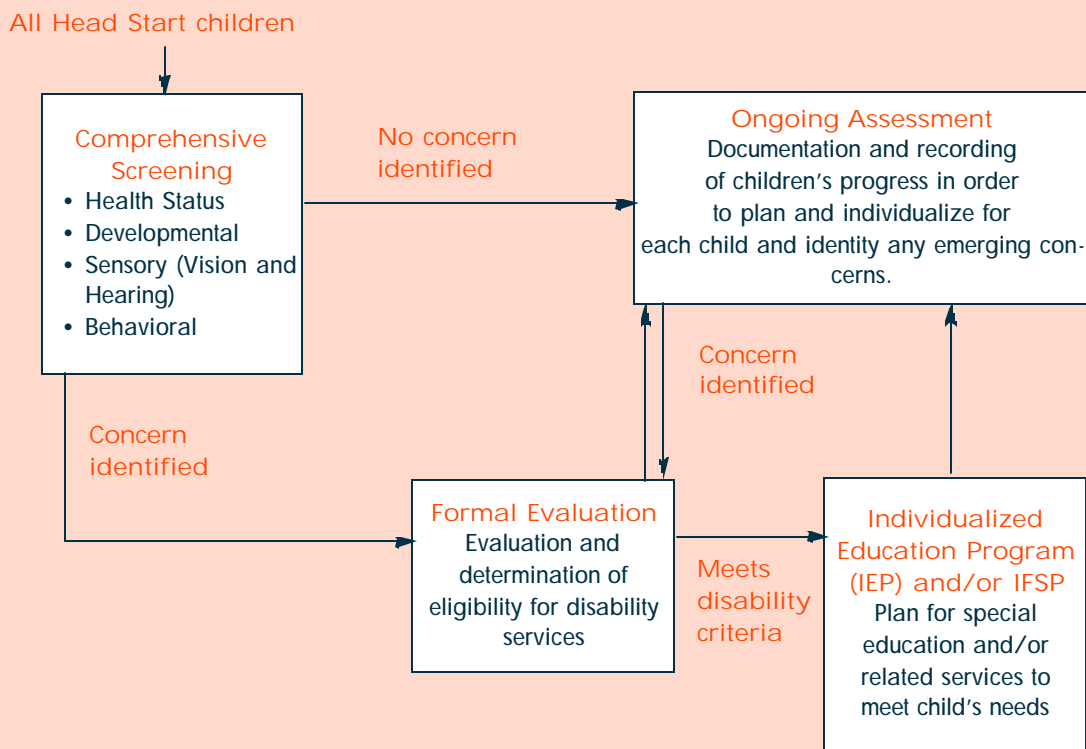 All Head Start children
Comprehensive
Screening
• Health Status
• Developmental
• Sensory (Vision and
Hearing)
• Behavioral
No concern
identified
Ongoing Assessment
Documentation and recording
of children's progress in order
to plan and individualize for
each child and identity any emerging con-
cerns.
Concern
identified
Concern
identified
Formal Evaluation
Evaluation and
determination of
eligibility for disability
services
Meets
disability
criteria
Individualized
Education Program
(IEP) and/or IFSP
Plan for special
education and/or
related services to
meet child's needs